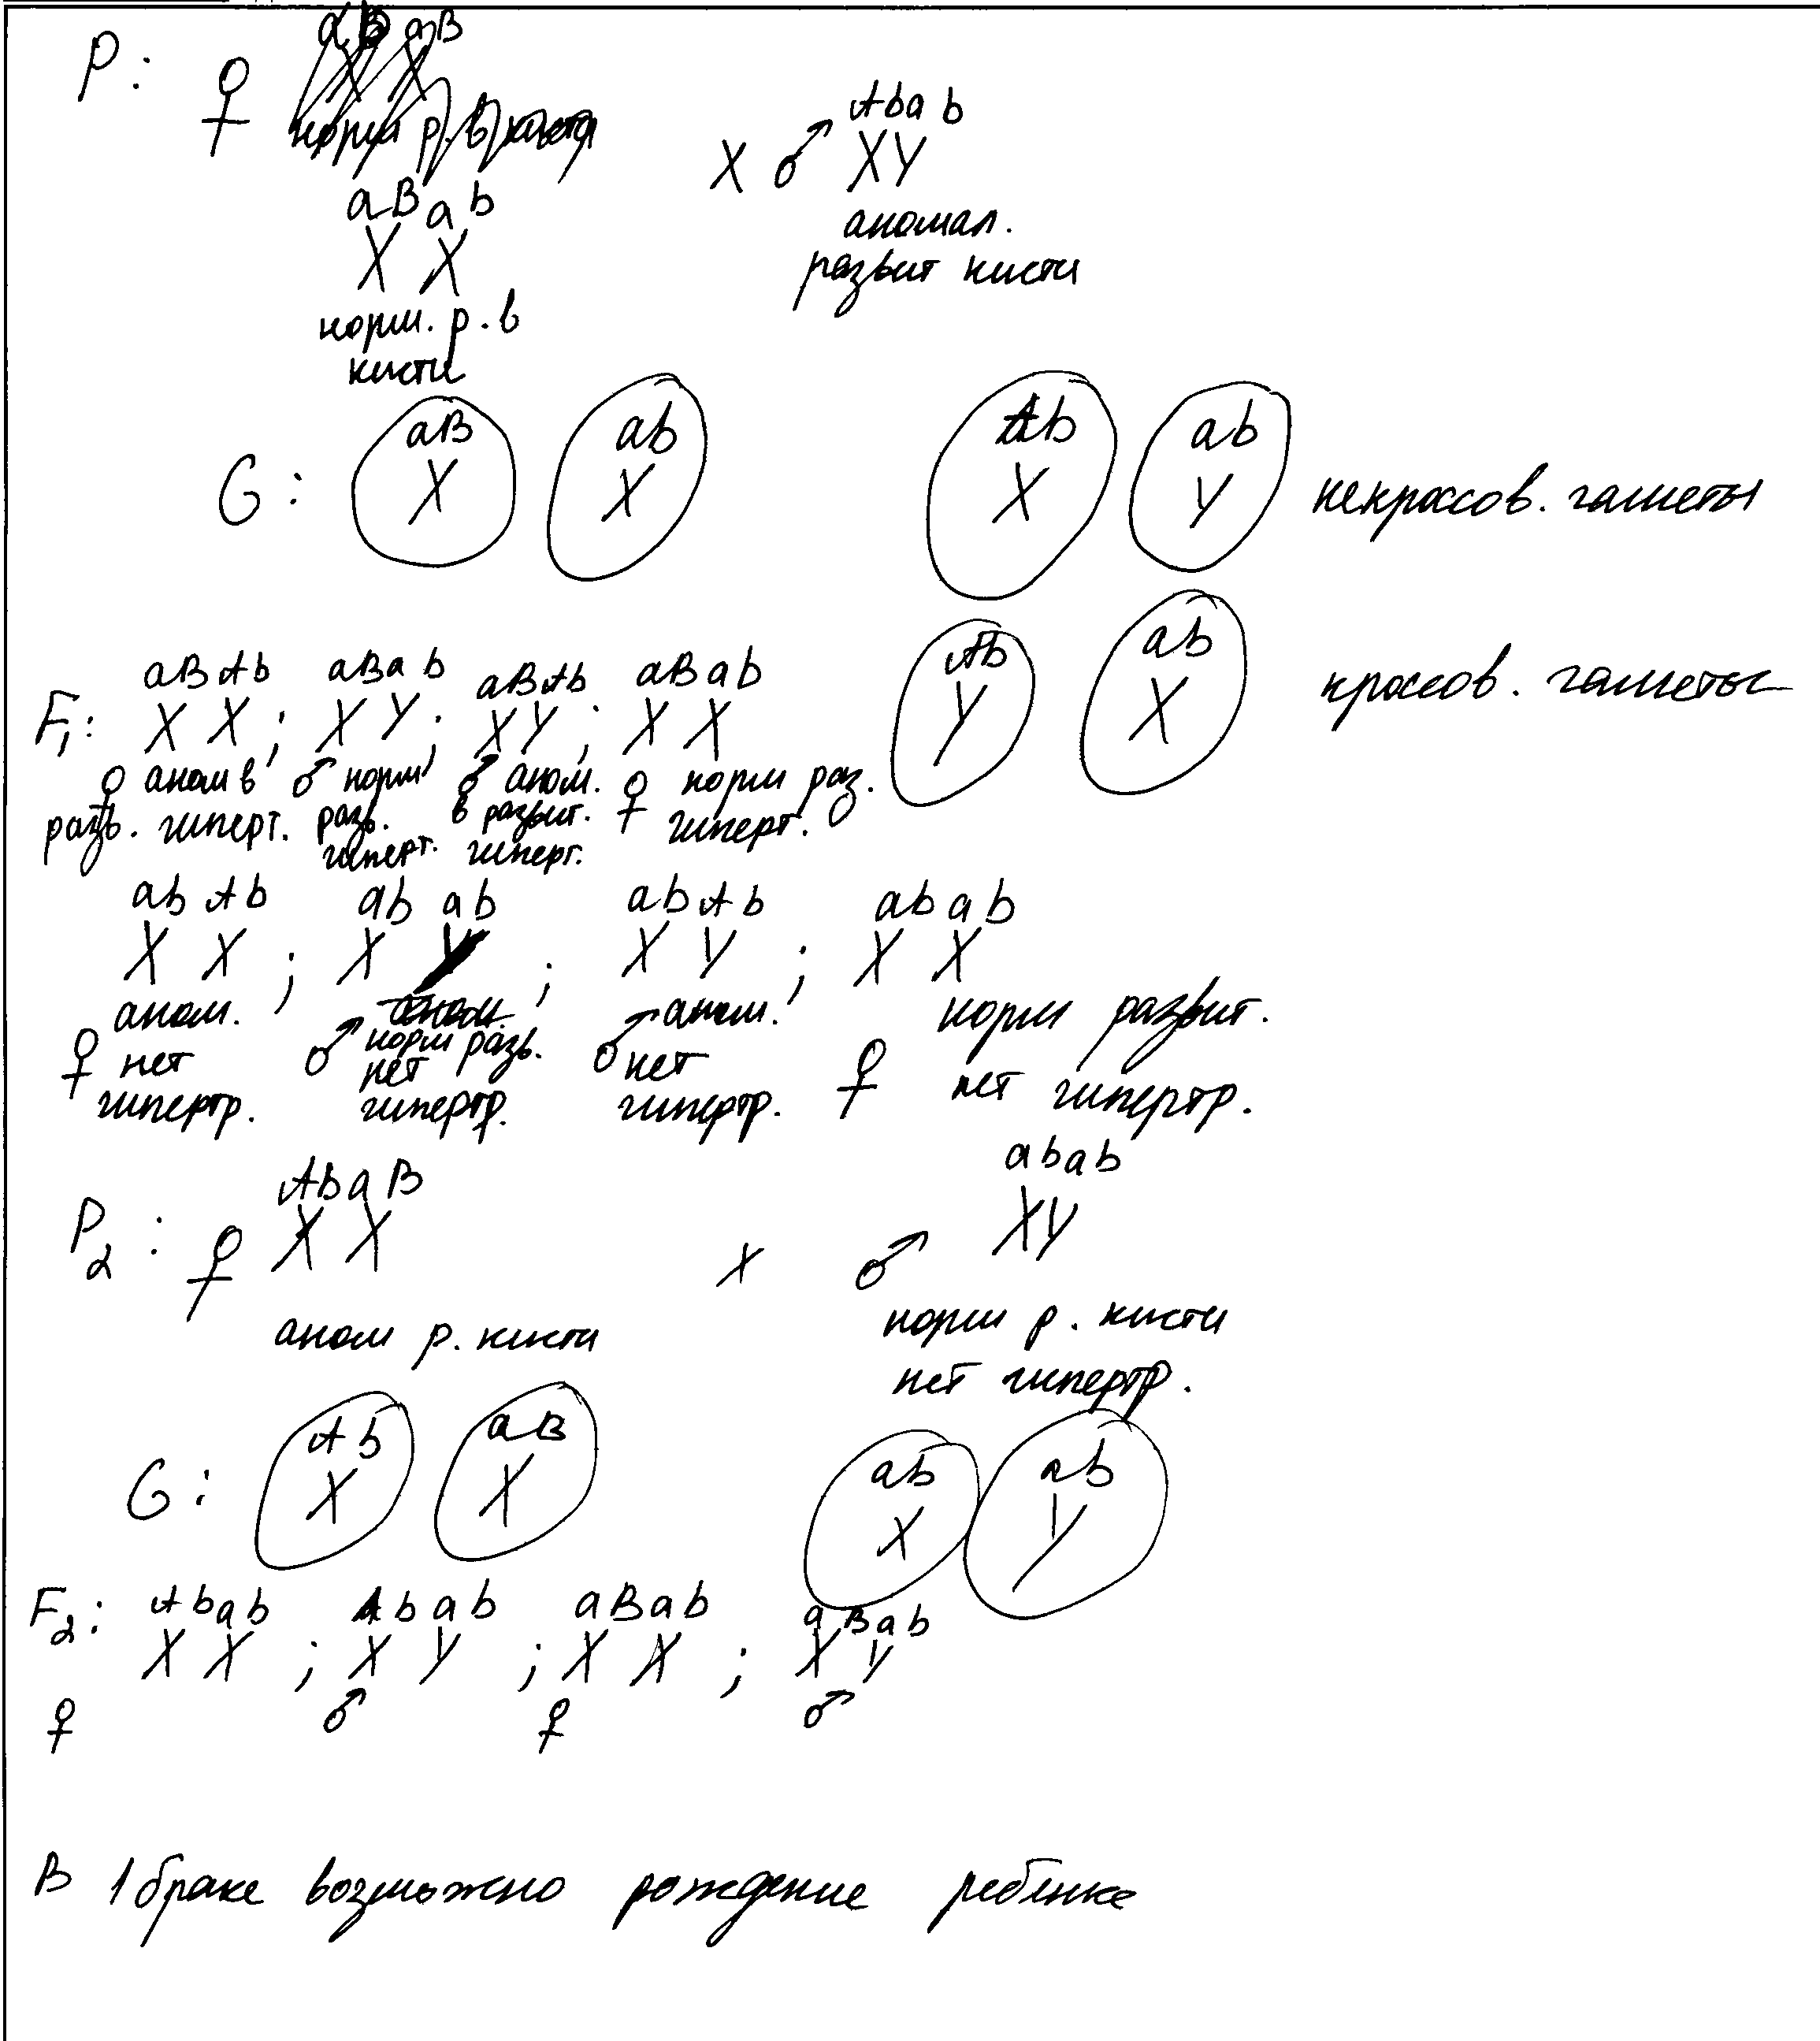 P: ♀ X Х ♂ Abаb
XY
аномал.
развит кисти
aB ab
X X
норм. р. в
кисти
G: aB ab Ab ab
X X X Y некроссов. гаметы
Ab ab
Y X кроссов. гаметы
F1: aB Ab aB ab aB Ab aB ab
X X ; X Y ; X Y ; X X
♀ аном в ♂ норм ♂ аном. ♀ норм раз.
разв. гиперт. разв. в развит. гиперт.
гиперт. гиперт.
ab Ab ab ab ab Ab ab ab
X X ; X Y ; X Y ; X X
♀ аном. ♂ норм разв. ♂ аном. ♀ норм развит.
нет нет нет нет гипертр.
гипертр. гипертр. гипертр.
P2: ♀ Ab aB х ♂ ab ab
X X XY
аном р. кисти норм р. кисти
нет гипертр.
G: Ab aB ab ab
X X X Y
F2: Ab ab Ab ab aB ab aB ab
X X ; X Y ; X X ; X Y
♀ ♂ ♀ ♂
В 1 браке возможно рождение ребенке